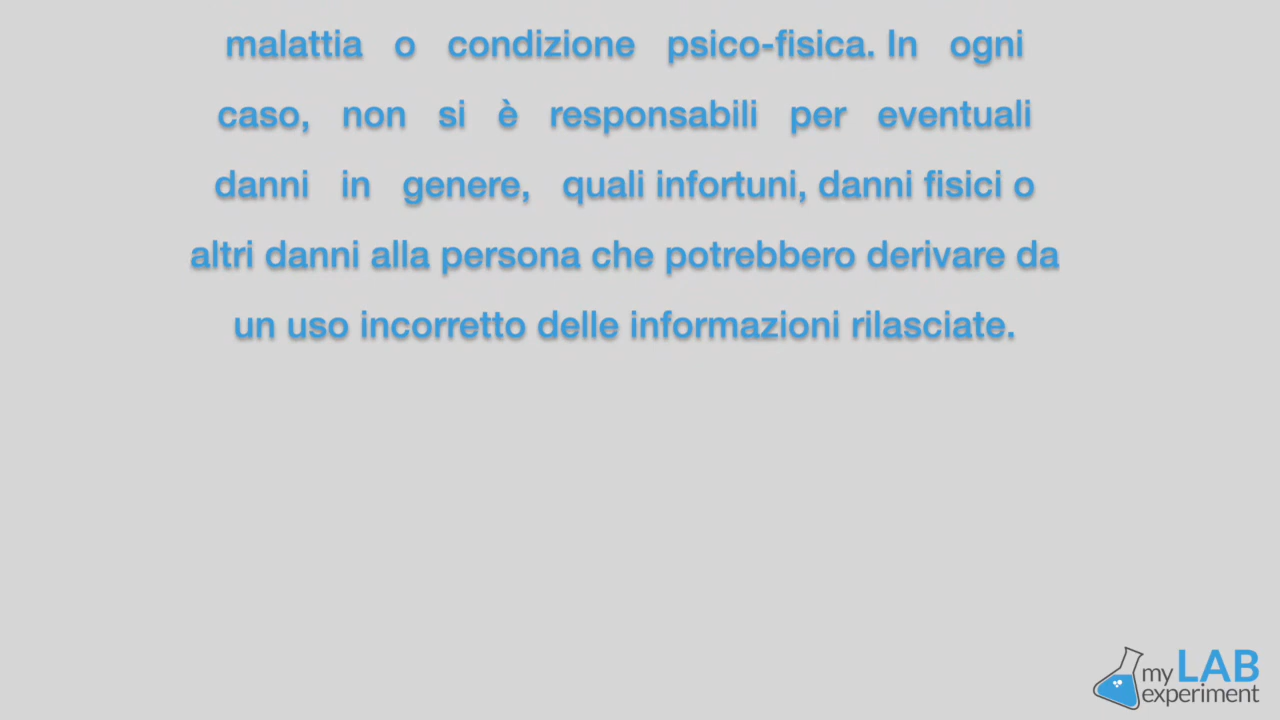 malattia o condizione psico-fisica. In ogni
caso, non si è responsabili per eventuali
danni in genere, quali infortuni, danni fisici o
altri danni alla persona che potrebbero derivare da
un uso incorretto delle informazioni rilasciate.
my LAB
experiment